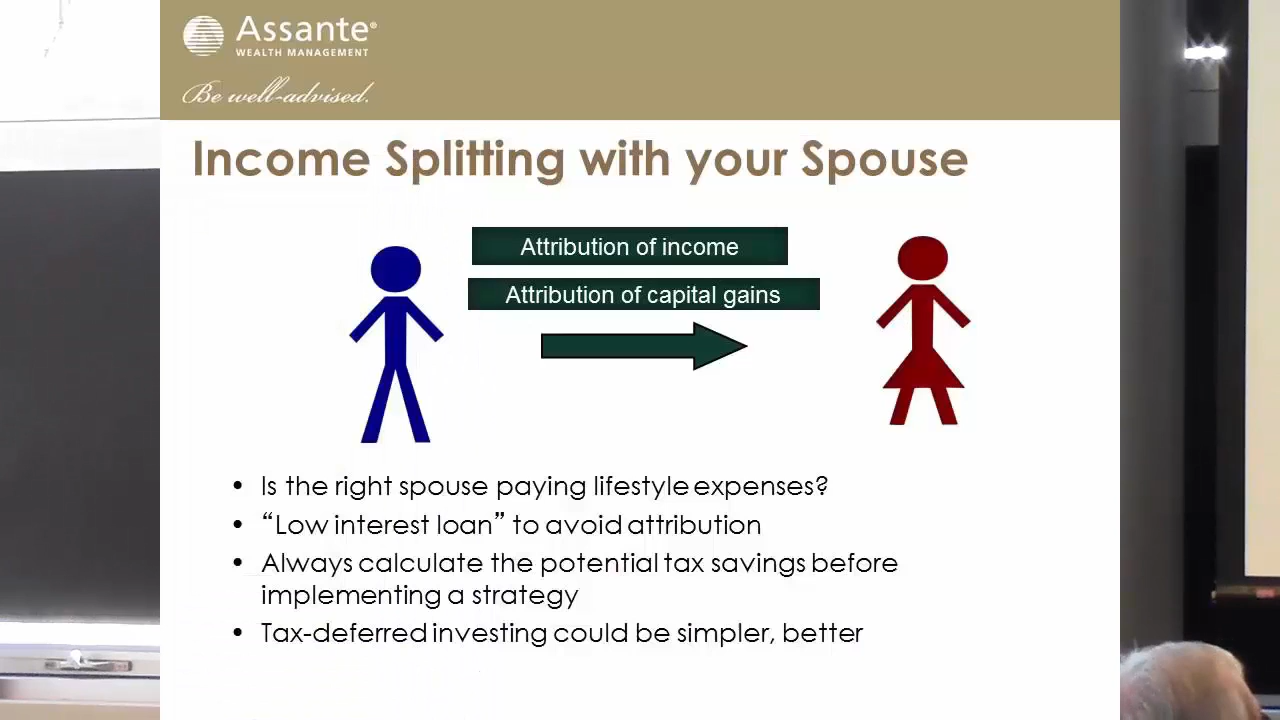 Assante®
WEALTH MANAGEMENT
Be well-advised.
Income Splitting with your Spouse
Attribution of income
Attribution of capital gains
• Is the right spouse paying lifestyle expenses?
• “Low interest loan” to avoid attribution
• Always calculate the potential tax savings before
implementing a strategy
• Tax-deferred investing could be simpler, better